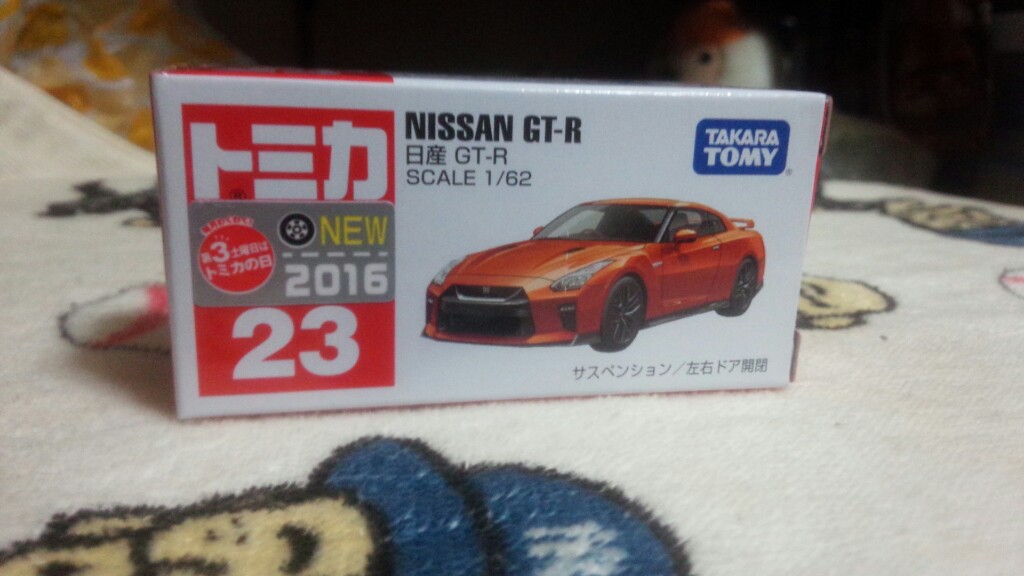 トミカ
NISSAN GT-R
日産 GT-R
SCALE 1/62
TAKARA
TOMY
NEW
2016
第3土曜日は
トミカの日
23
サスペンション／左右ドア開閉